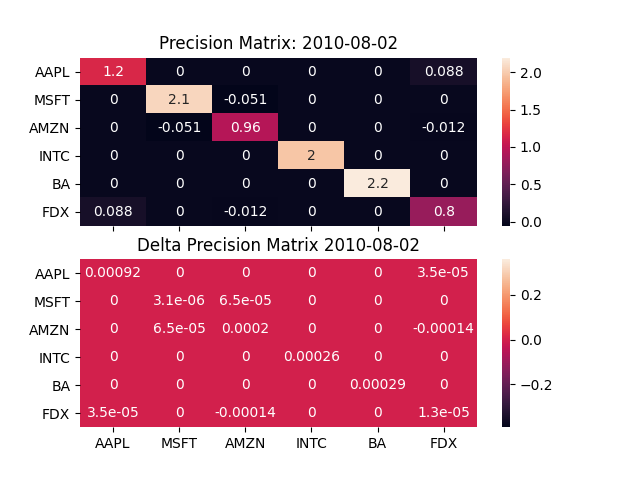 Precision Matrix: 2010-08-02
AAPL 1.2 0 0 0 0 0.088
MSFT 0 2.1 -0.051 0 0 0
AMZN 0 -0.051 0.96 0 0 -0.012
INTC 0 0 0 2 0 0
BA 0 0 0 0 2.2 0
FDX 0.088 0 -0.012 0 0 0.8
2.0
1.5
1.0
0.5
0.0
Delta Precision Matrix 2010-08-02
AAPL 0.00092 0 0 0 0 3.5e-05
MSFT 0 3.1e-06 6.5e-05 0 0 0
AMZN 0 6.5e-05 0.0002 0 0 -0.00014
INTC 0 0 0 0.00026 0 0
BA 0 0 0 0 0.00029 0
FDX 3.5e-05 0 -0.00014 0 0 1.3e-05
AAPL MSFT AMZN INTC BA FDX
0.2
0.0
−0.2